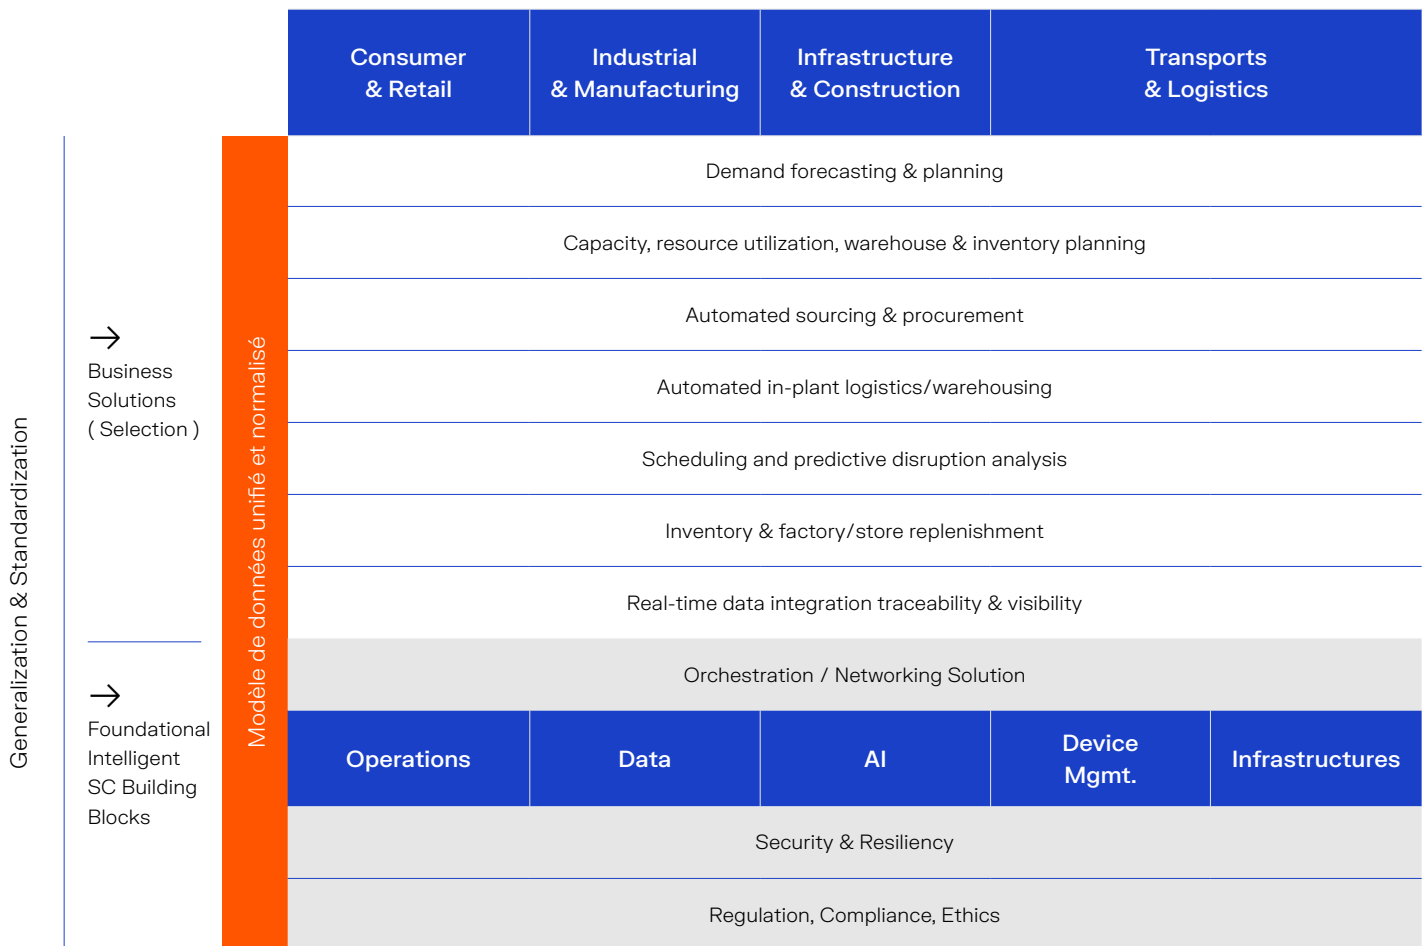 Consumer
& Retail
Industrial
& Manufacturing
Infrastructure
& Construction
Transports
& Logistics
Generalization & Standardization
→
Business
Solutions
( Selection )
Modèle de données unifié et normalisé
Demand forecasting & planning
Capacity, resource utilization, warehouse & inventory planning
Automated sourcing & procurement
Automated in-plant logistics/warehousing
Scheduling and predictive disruption analysis
Inventory & factory/store replenishment
Real-time data integration traceability & visibility
→
Foundational
Intelligent
SC Building
Blocks
Orchestration / Networking Solution
Operations
Data
AI
Device
Mgmt.
Infrastructures
Security & Resiliency
Regulation, Compliance, Ethics